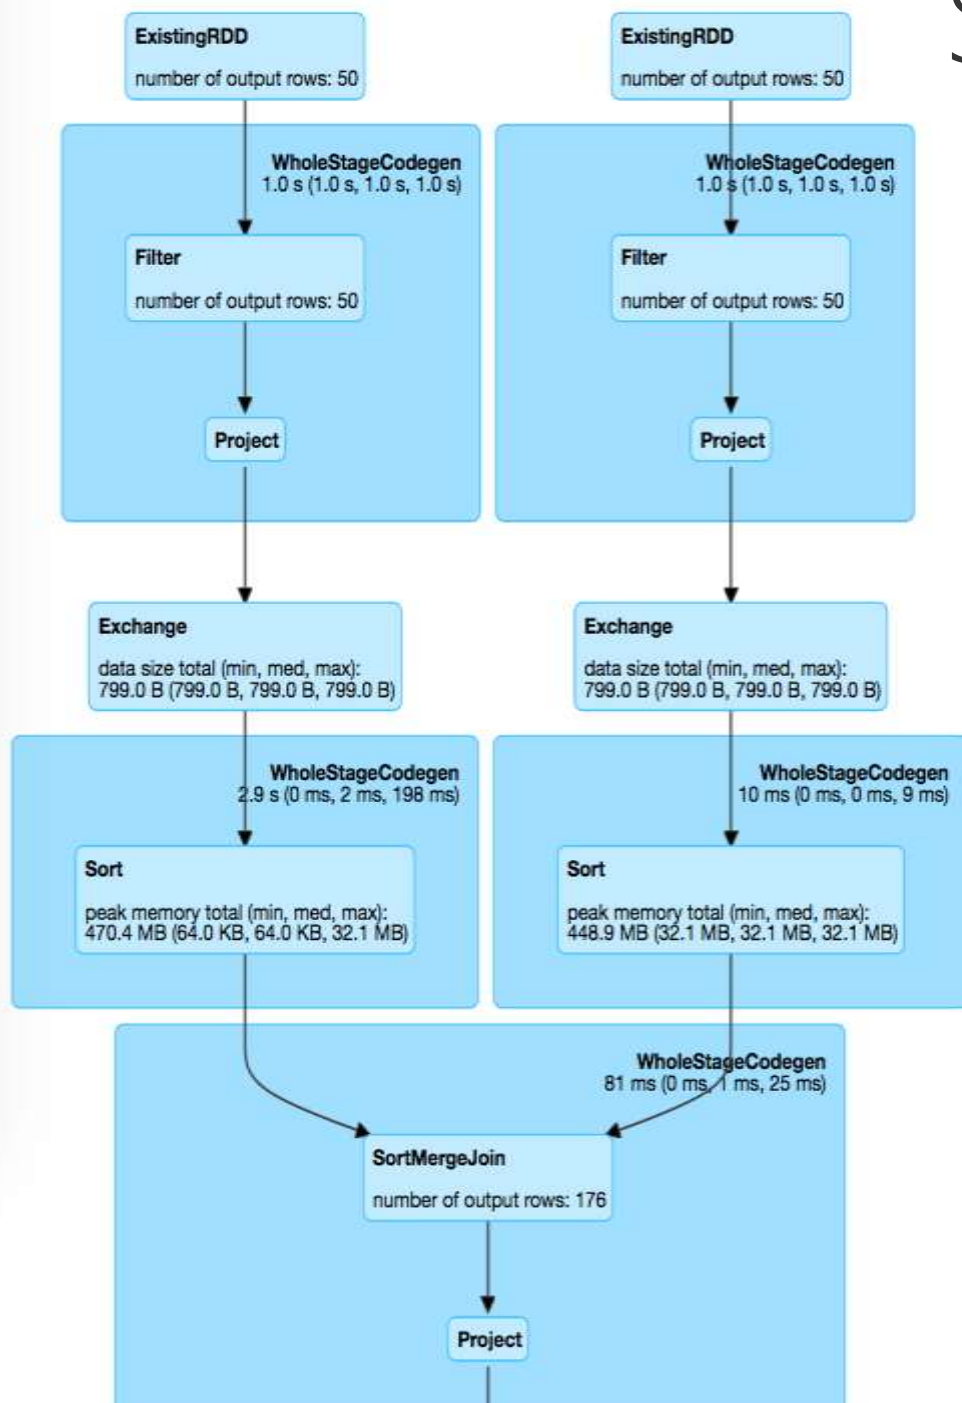 ExistingRDD
number of output rows: 50
ExistingRDD
number of output rows: 50
WholeStageCodegen
1.0 s (1.0 s, 1.0 s, 1.0 s)
WholeStageCodegen
1.0 s (1.0 s, 1.0 s, 1.0 s)
Filter
number of output rows: 50
Filter
number of output rows: 50
Project
Project
Exchange
data size total (min, med, max):
799.0 B (799.0 B, 799.0 B, 799.0 B)
Exchange
data size total (min, med, max):
799.0 B (799.0 B, 799.0 B, 799.0 B)
WholeStageCodegen
2.9 s (0 ms, 2 ms, 198 ms)
WholeStageCodegen
10 ms (0 ms, 0 ms, 9 ms)
Sort
peak memory total (min, med, max):
470.4 MB (64.0 KB, 64.0 KB, 32.1 MB)
Sort
peak memory total (min, med, max):
448.9 MB (32.1 MB, 32.1 MB, 32.1 MB)
WholeStageCodegen
81 ms (0 ms, 1 ms, 25 ms)
SortMergeJoin
number of output rows: 176
Project